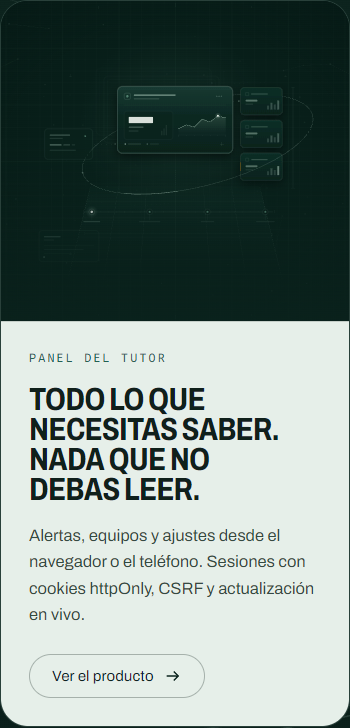 PANEL DEL TUTOR
TODO LO QUE
NECESITAS SABER.
NADA QUE NO
DEBAS LEER.
Alertas, equipos y ajustes desde el
navegador o el teléfono. Sesiones con
cookies httpOnly, CSRF y actualización
en vivo.
Ver el producto →